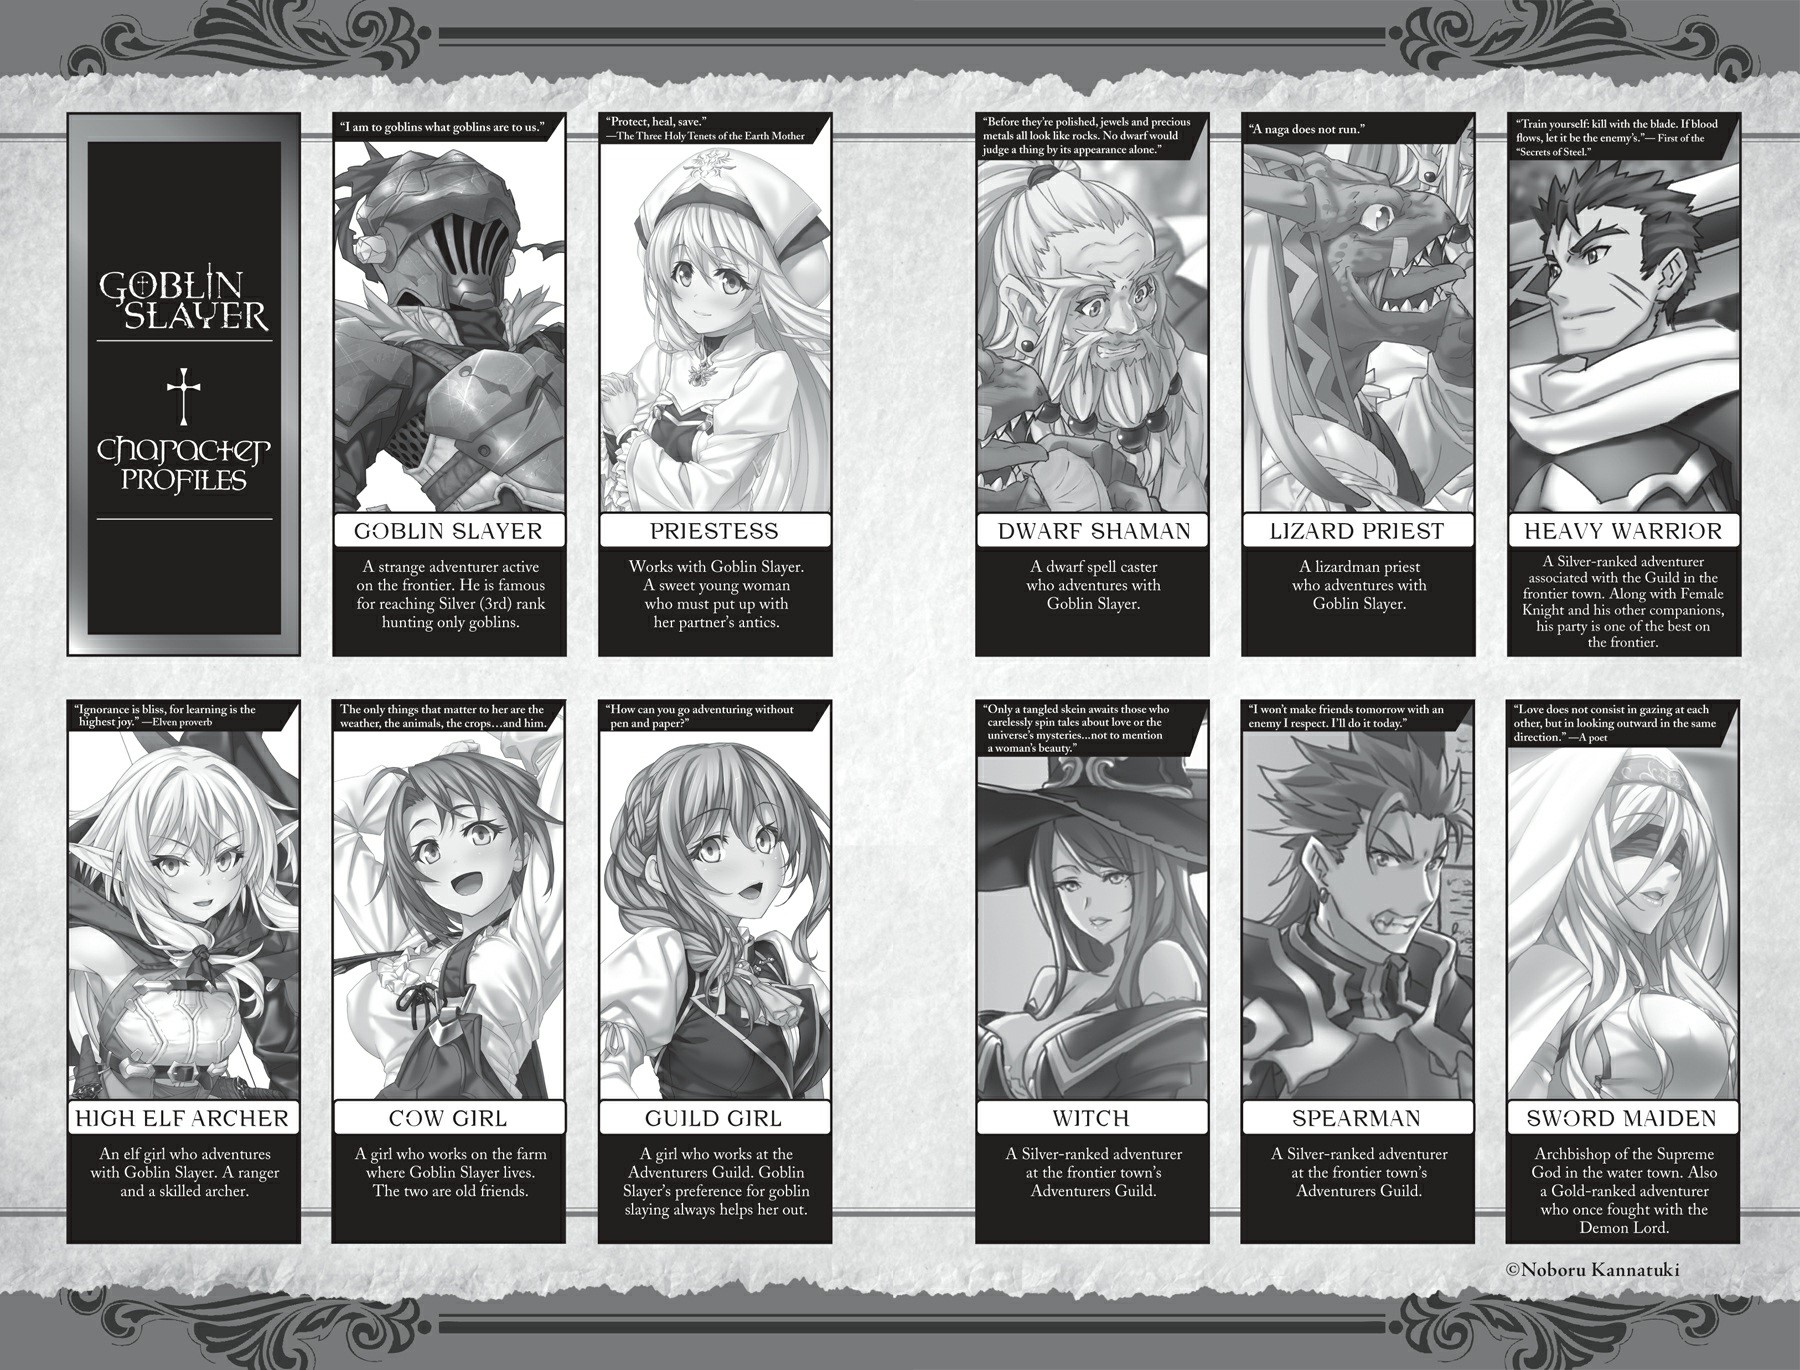 GOBLIN
SLAYER
Character
PROFILES
“I am to goblins what goblins are to us.”
GOBLIN SLAYER
A strange adventurer active
on the frontier. He is famous
for reaching Silver (3rd) rank
hunting only goblins.
“Protect, heal, save.”
—The Three Holy Tenets of the Earth Mother
PRIESTESS
Works with Goblin Slayer.
A sweet young woman
who must put up with
her partner’s antics.
“Before they’re polished, jewels and precious
metals all look like rocks. No dwarf would
judge a thing by its appearance alone.”
DWARF SHAMAN
A dwarf spell caster
who adventures with
Goblin Slayer.
“A naga does not run.”
LIZARD PRIEST
A lizardman priest
who adventures with
Goblin Slayer.
“Train yourself: kill with the blade. If blood
flows, let it be the enemy’s.”— First of the
“Secrets of Steel.”
HEAVY WARRIOR
A Silver-ranked adventurer
associated with the Guild in the
frontier town. Along with Female
Knight and his other companions,
his party is one of the best on
the frontier.
“Ignorance is bliss, for learning is the
highest joy.” —Elven proverb
HIGH ELF ARCHER
An elf girl who adventures
with Goblin Slayer. A ranger
and a skilled archer.
The only things that matter to her are the
weather, the animals, the crops…and him.
COW GIRL
A girl who works on the farm
where Goblin Slayer lives.
The two are old friends.
“How can you go adventuring without
pen and paper?”
GUILD GIRL
A girl who works at the
Adventurers Guild. Goblin
Slayer’s preference for goblin
slaying always helps her out.
“Only a tangled skein awaits those who
carelessly spin tales about love or the
universe’s mysteries...not to mention
a woman’s beauty.”
WITCH
A Silver-ranked adventurer
at the frontier town’s
Adventurers Guild.
“I won’t make friends tomorrow with an
enemy I respect. I’ll do it today.”
SPEARMAN
A Silver-ranked adventurer
at the frontier town’s
Adventurers Guild.
“Love does not consist in gazing at each
other, but in looking outward in the same
direction.” —A poet
SWORD MAIDEN
Archbishop of the Supreme
God in the water town. Also
a Gold-ranked adventurer
who once fought with the
Demon Lord.
©Noboru Kannatuki